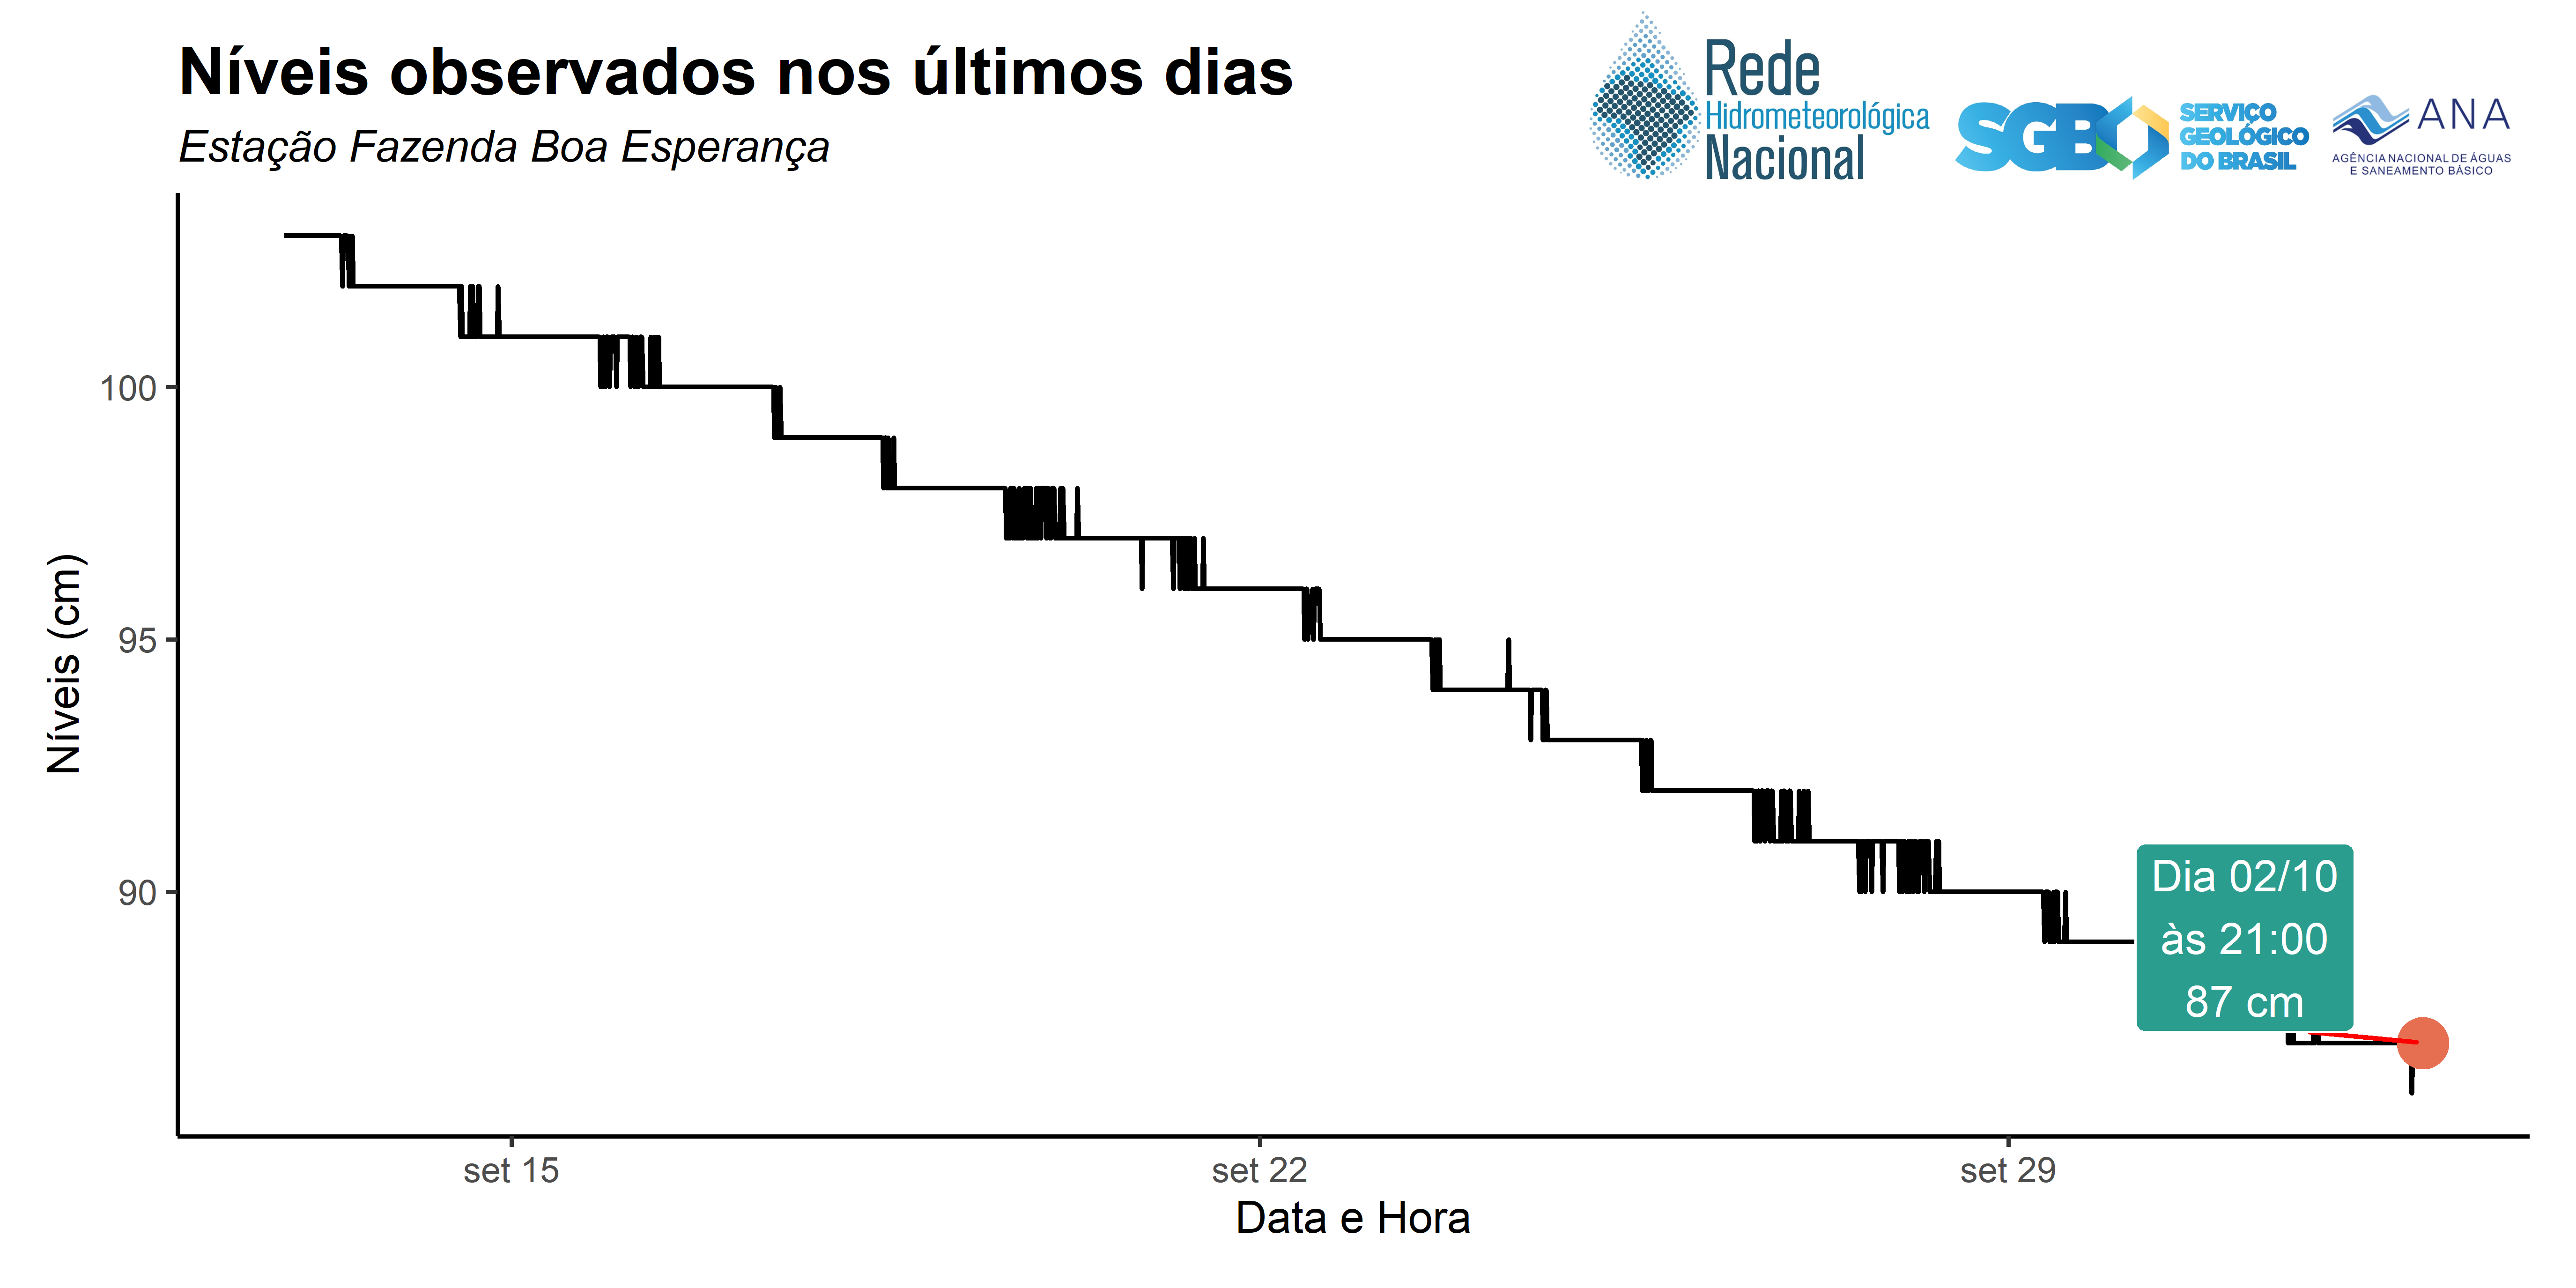 Níveis observados nos últimos dias
Estação Fazenda Boa Esperança
Rede
Hidrometeorológica
Nacional
SGB
SERVIÇO
GEOLÓGICO
DO BRASIL
ANA
AGÊNCIA NACIONAL DE ÁGUAS
E SANEAMENTO BÁSICO
Níveis (cm)
100
95
90
Dia 02/10
às 21:00
87 cm
set 15
set 22
set 29
Data e Hora